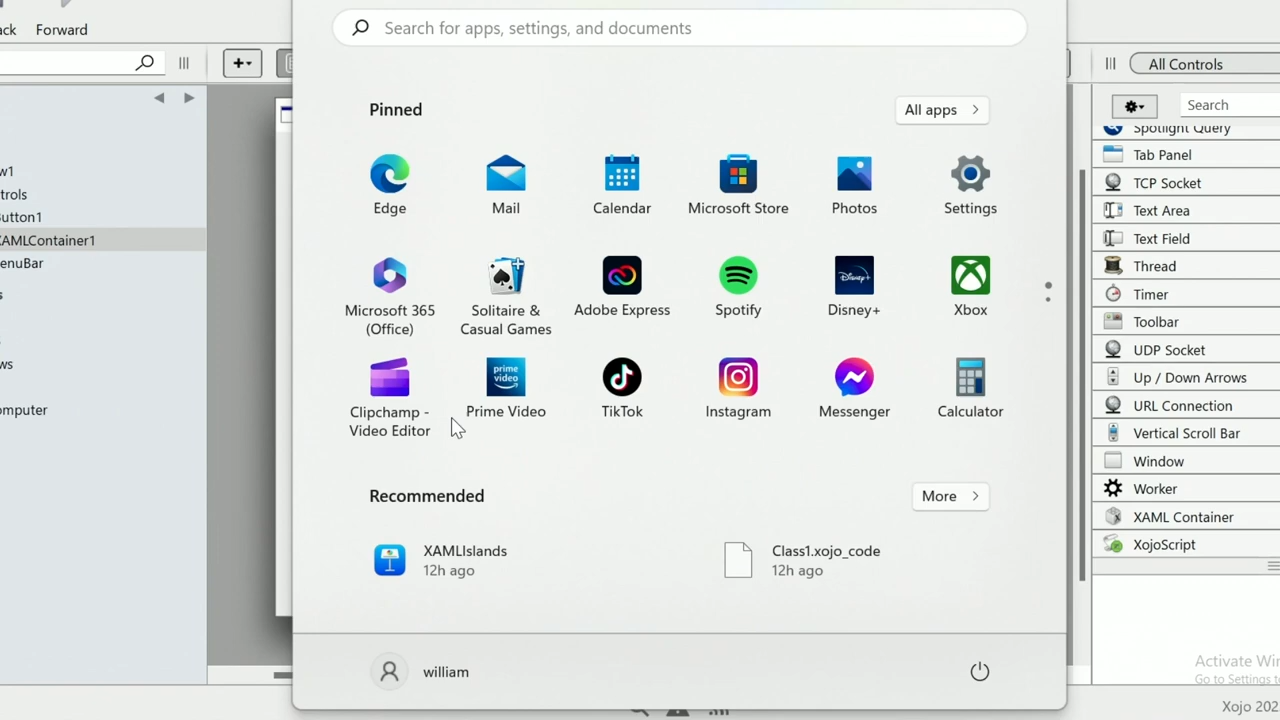 Forward
Search for apps, settings, and documents
All Controls
Search
Pinned
All apps
Spotlight Query
Tab Panel
TCP Socket
Text Area
Text Field
Thread
Timer
Toolbar
UDP Socket
Up / Down Arrows
URL Connection
Vertical Scroll Bar
Window
Worker
XAML Container
XojoScript
Edge
Mail
Calendar
Microsoft Store
Photos
Settings
Microsoft 365
(Office)
Solitaire &
Casual Games
Adobe Express
Disney+
Spotify
Disney+
Xbox
prime
video
Clipchamp -
Video Editor
Prime Video
TikTok
Instagram
Messenger
Calculator
Recommended
More
XAMLIslands
12h ago
Class1.xojo_code
12h ago
william
w1
trols
utton1
XAMLContainer1
enuBar
ws
omputer
Activate Win
Go to Settings t
Xojo 202